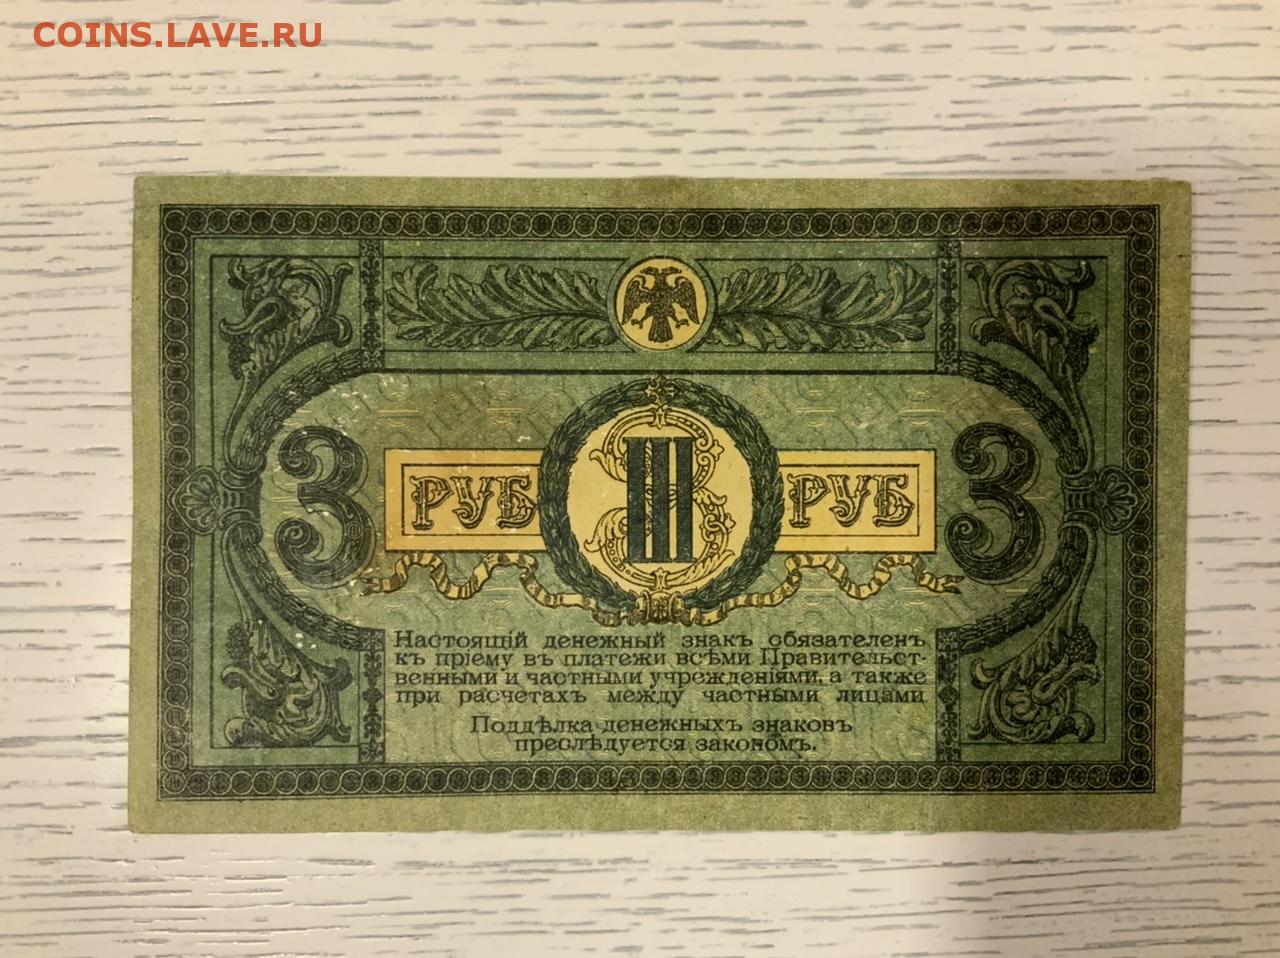 COINS.LAVE.RU
3 РУБ III 3 РУБ 3
Настоящій денежный знакъ обязателенъ
къ пріему въ платежи всѣми Правительст-
венными и частными учрежденіями, а также
при расчетахъ между частными лицами.
Поддѣлка денежныхъ знаковъ
преслѣдуется закономъ.